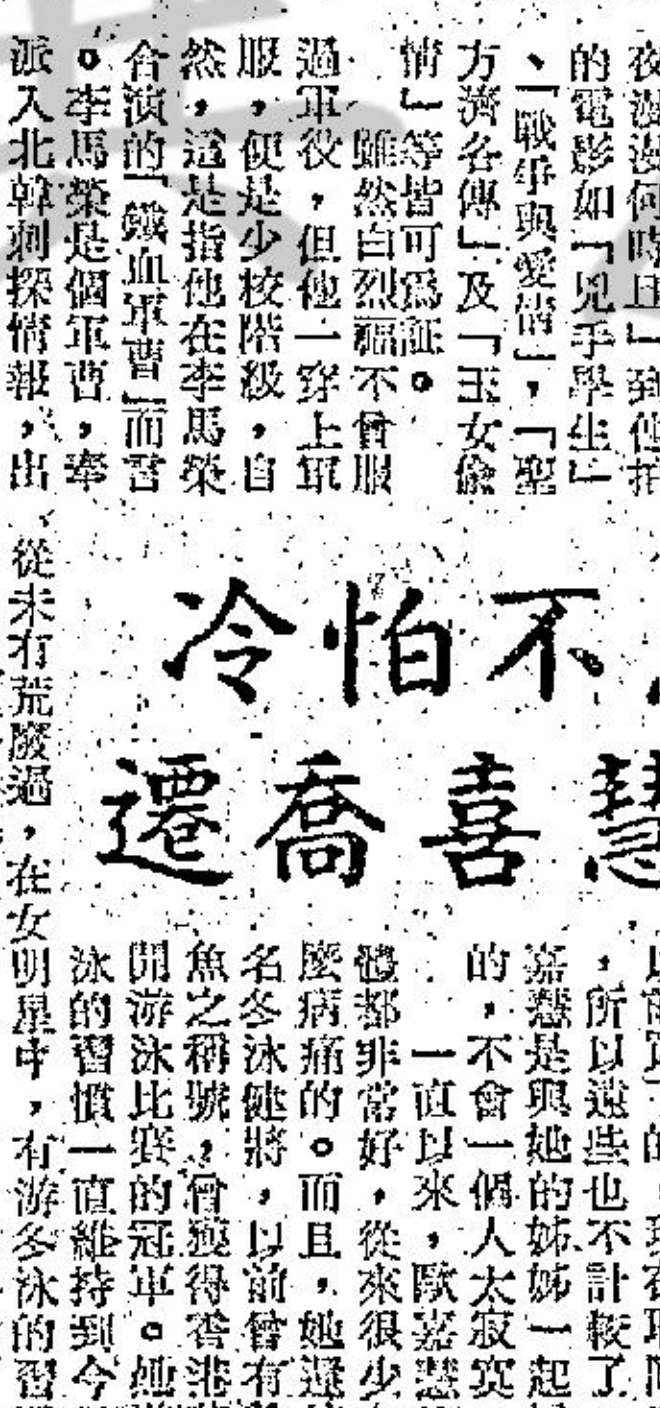 夜漫漫何時旦」到他拍
的電影如「兇手學生」
、「戰爭與愛情」,「聖
方濟名傳」及「玉女偸
情」等皆可爲証。
雖然白烈福不曾服
過軍役,但他一穿上軍
服,便是少校階級,自
然,這是指他在李馬榮
合演的「鐵血軍曹」而言
。李馬榮是個軍曹,奉
派入北韓刺探情報,出
不怕冷
慧喜喬遷
,所以遠些也不計較了
嘉慧是與她的姊姊一起
的,不會一個人太寂寞
一直以來,歐嘉慧
體都非常好,從來很少
麽病痛的。而且,她還
名冬泳健將,以前曾有
魚之稱號,曾獲得香港
開游泳比賽的冠軍。她
泳的習慣一直維持到今
、從未有荒廢過,在女明星中,有游冬泳的習